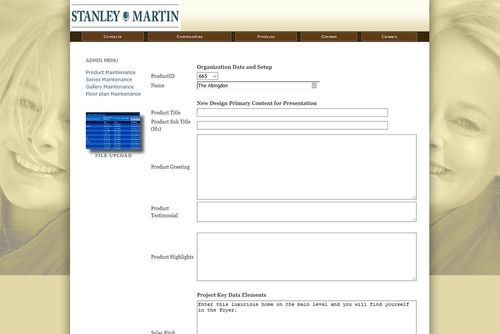 STANLEY MARTIN
Contacts Communities Products Content Careers
ADMIN MENU
Product Maintenance
Series Maintenance
Gallery Maintenance
Floor plan Maintenance
FILE UPLOAD
Organization Data and Setup
ProductID 665
Name The Abingdon
New Design Primary Content for Presentation
Product Title
Product Sub Title
(H1)
Product Greeting
Product
Testimonial
Product Highlights
Project Key Data Elements
Enter this luxurious home on the main level and you will find yourself
in the foyer.
Sales Pitch